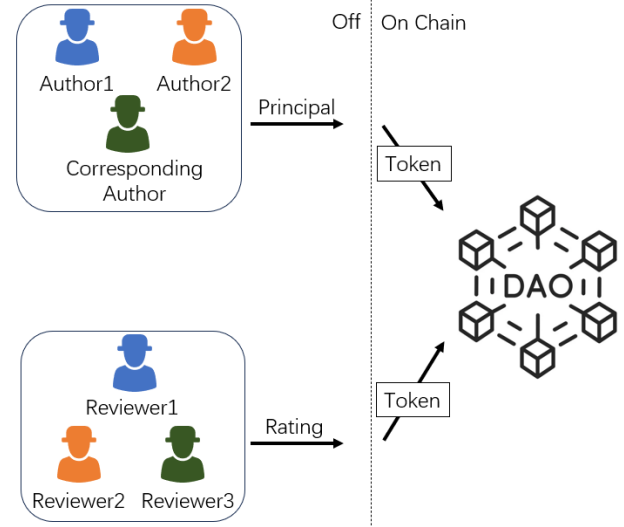 Off On Chain
Author1 Author2
Corresponding
Author
Principal
Token
DAO
Reviewer1
Reviewer2 Reviewer3
Rating
Token